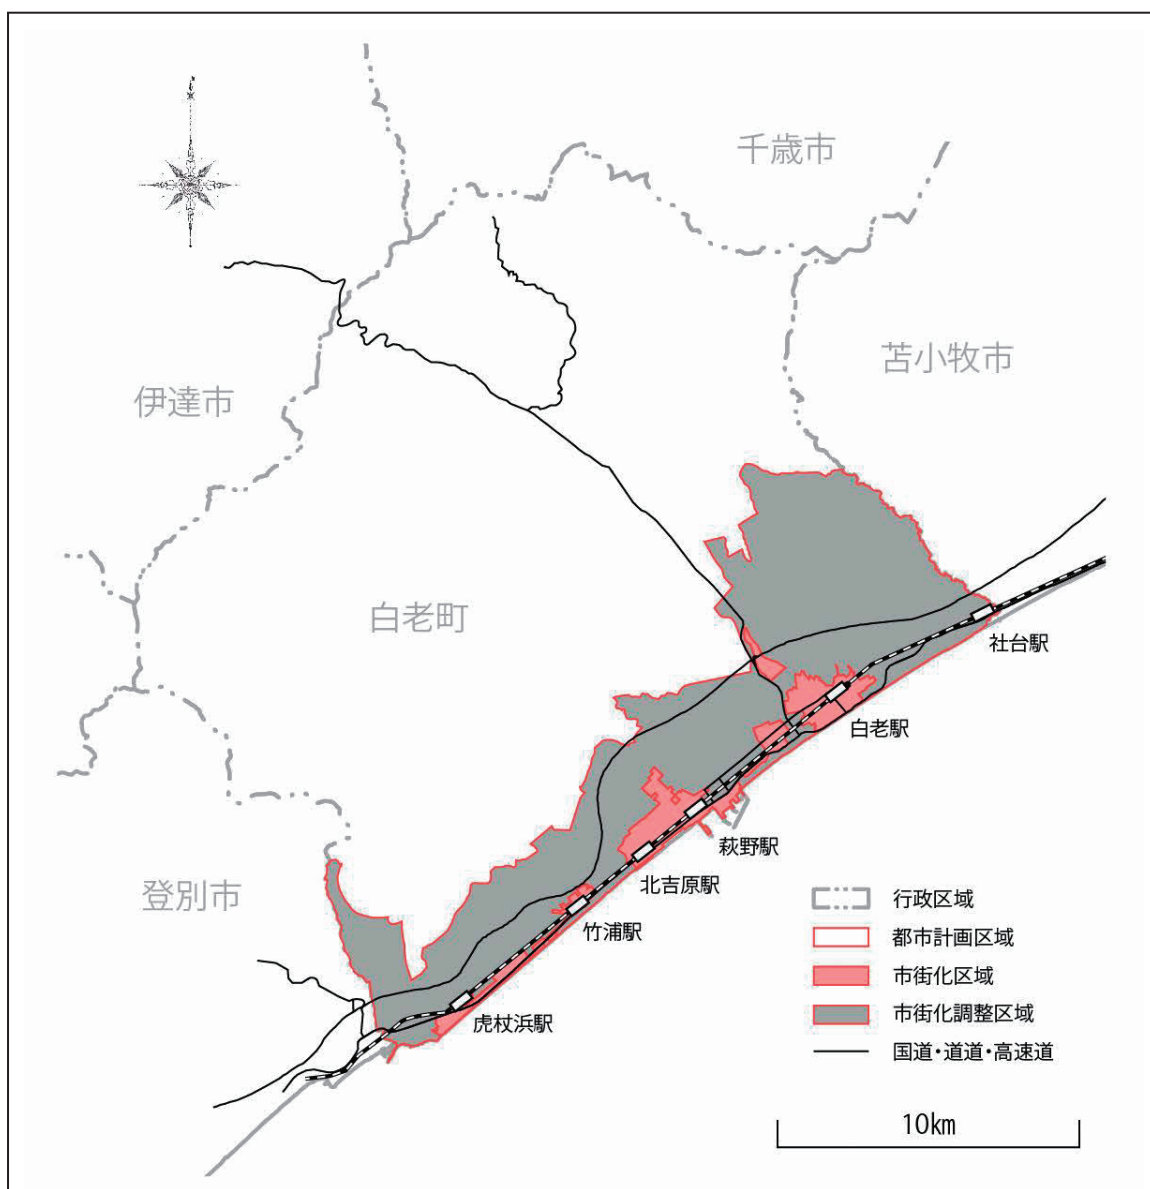 千歳市
苫小牧市
伊達市
白老町
社台駅
白老駅
萩野駅
北吉原駅
登別市
竹浦駅
虎杖浜駅
行政区域
都市計画区域
市街化区域
市街化調整区域
国道・道道・高速道
10km